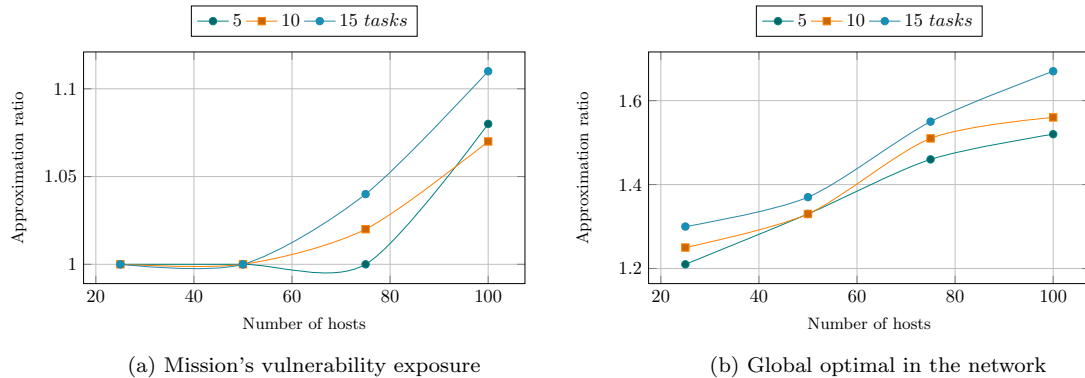 5 10 15 tasks
Approximation ratio
1.1
1.05
1
20 40 60 80 100
Number of hosts
(a) Mission's vulnerability exposure
5 10 15 tasks
Approximation ratio
1.6
1.4
1.2
20 40 60 80 100
Number of hosts
(b) Global optimal in the network